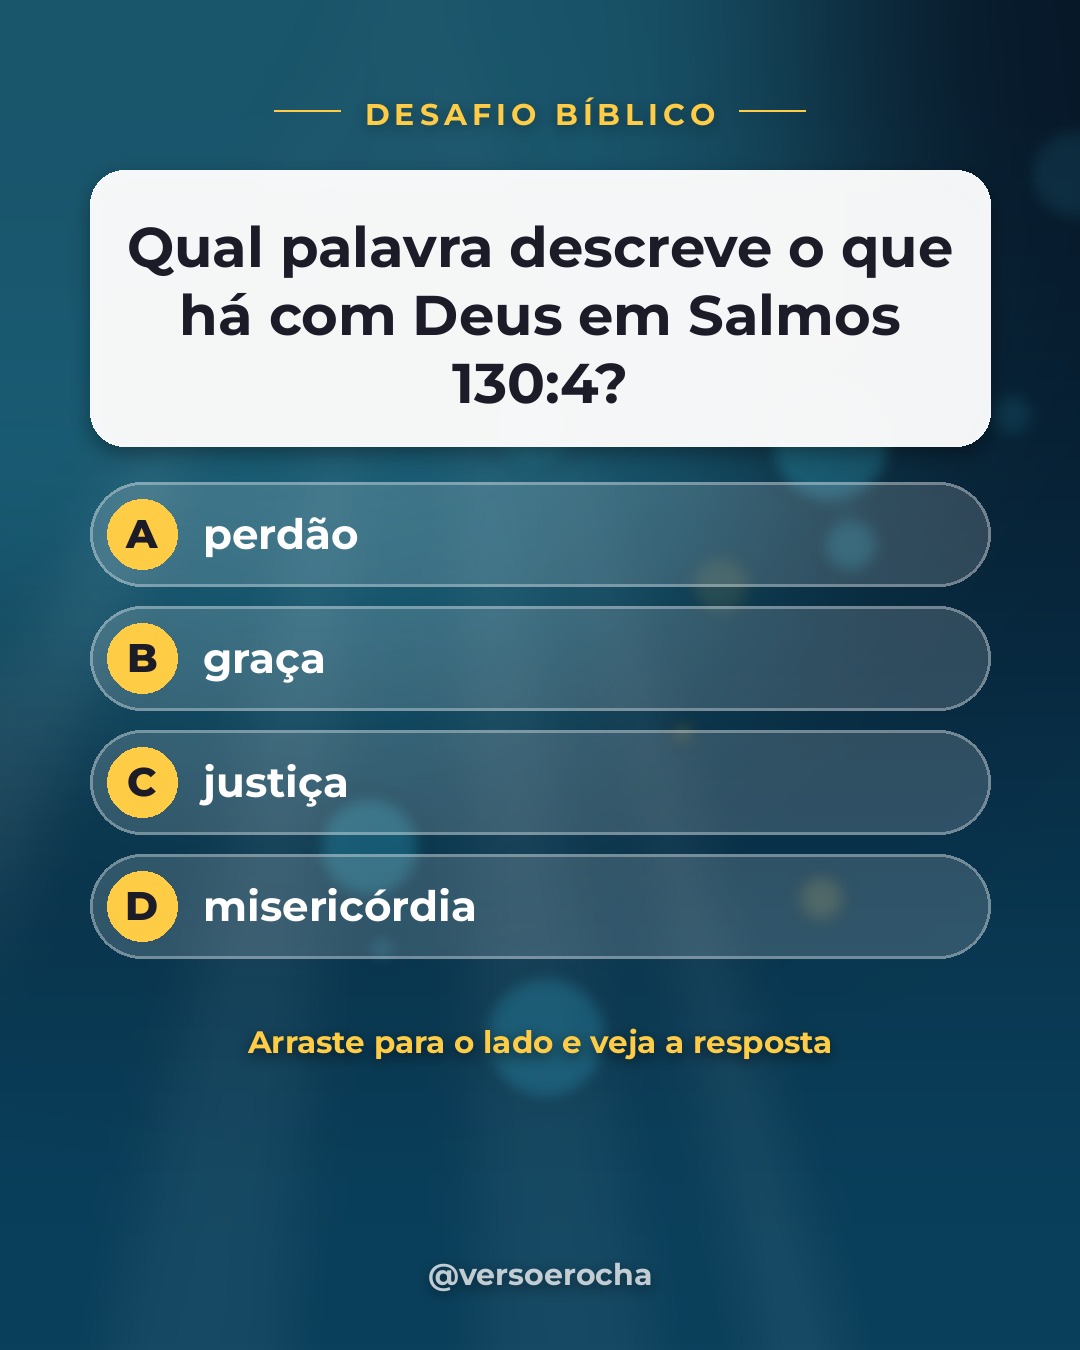 DESAFIO BÍBLICO
Qual palavra descreve o que
há com Deus em Salmos
130:4?
A perdão
B graça
C justiça
D misericórdia
Arraste para o lado e veja a resposta
@versoerocha